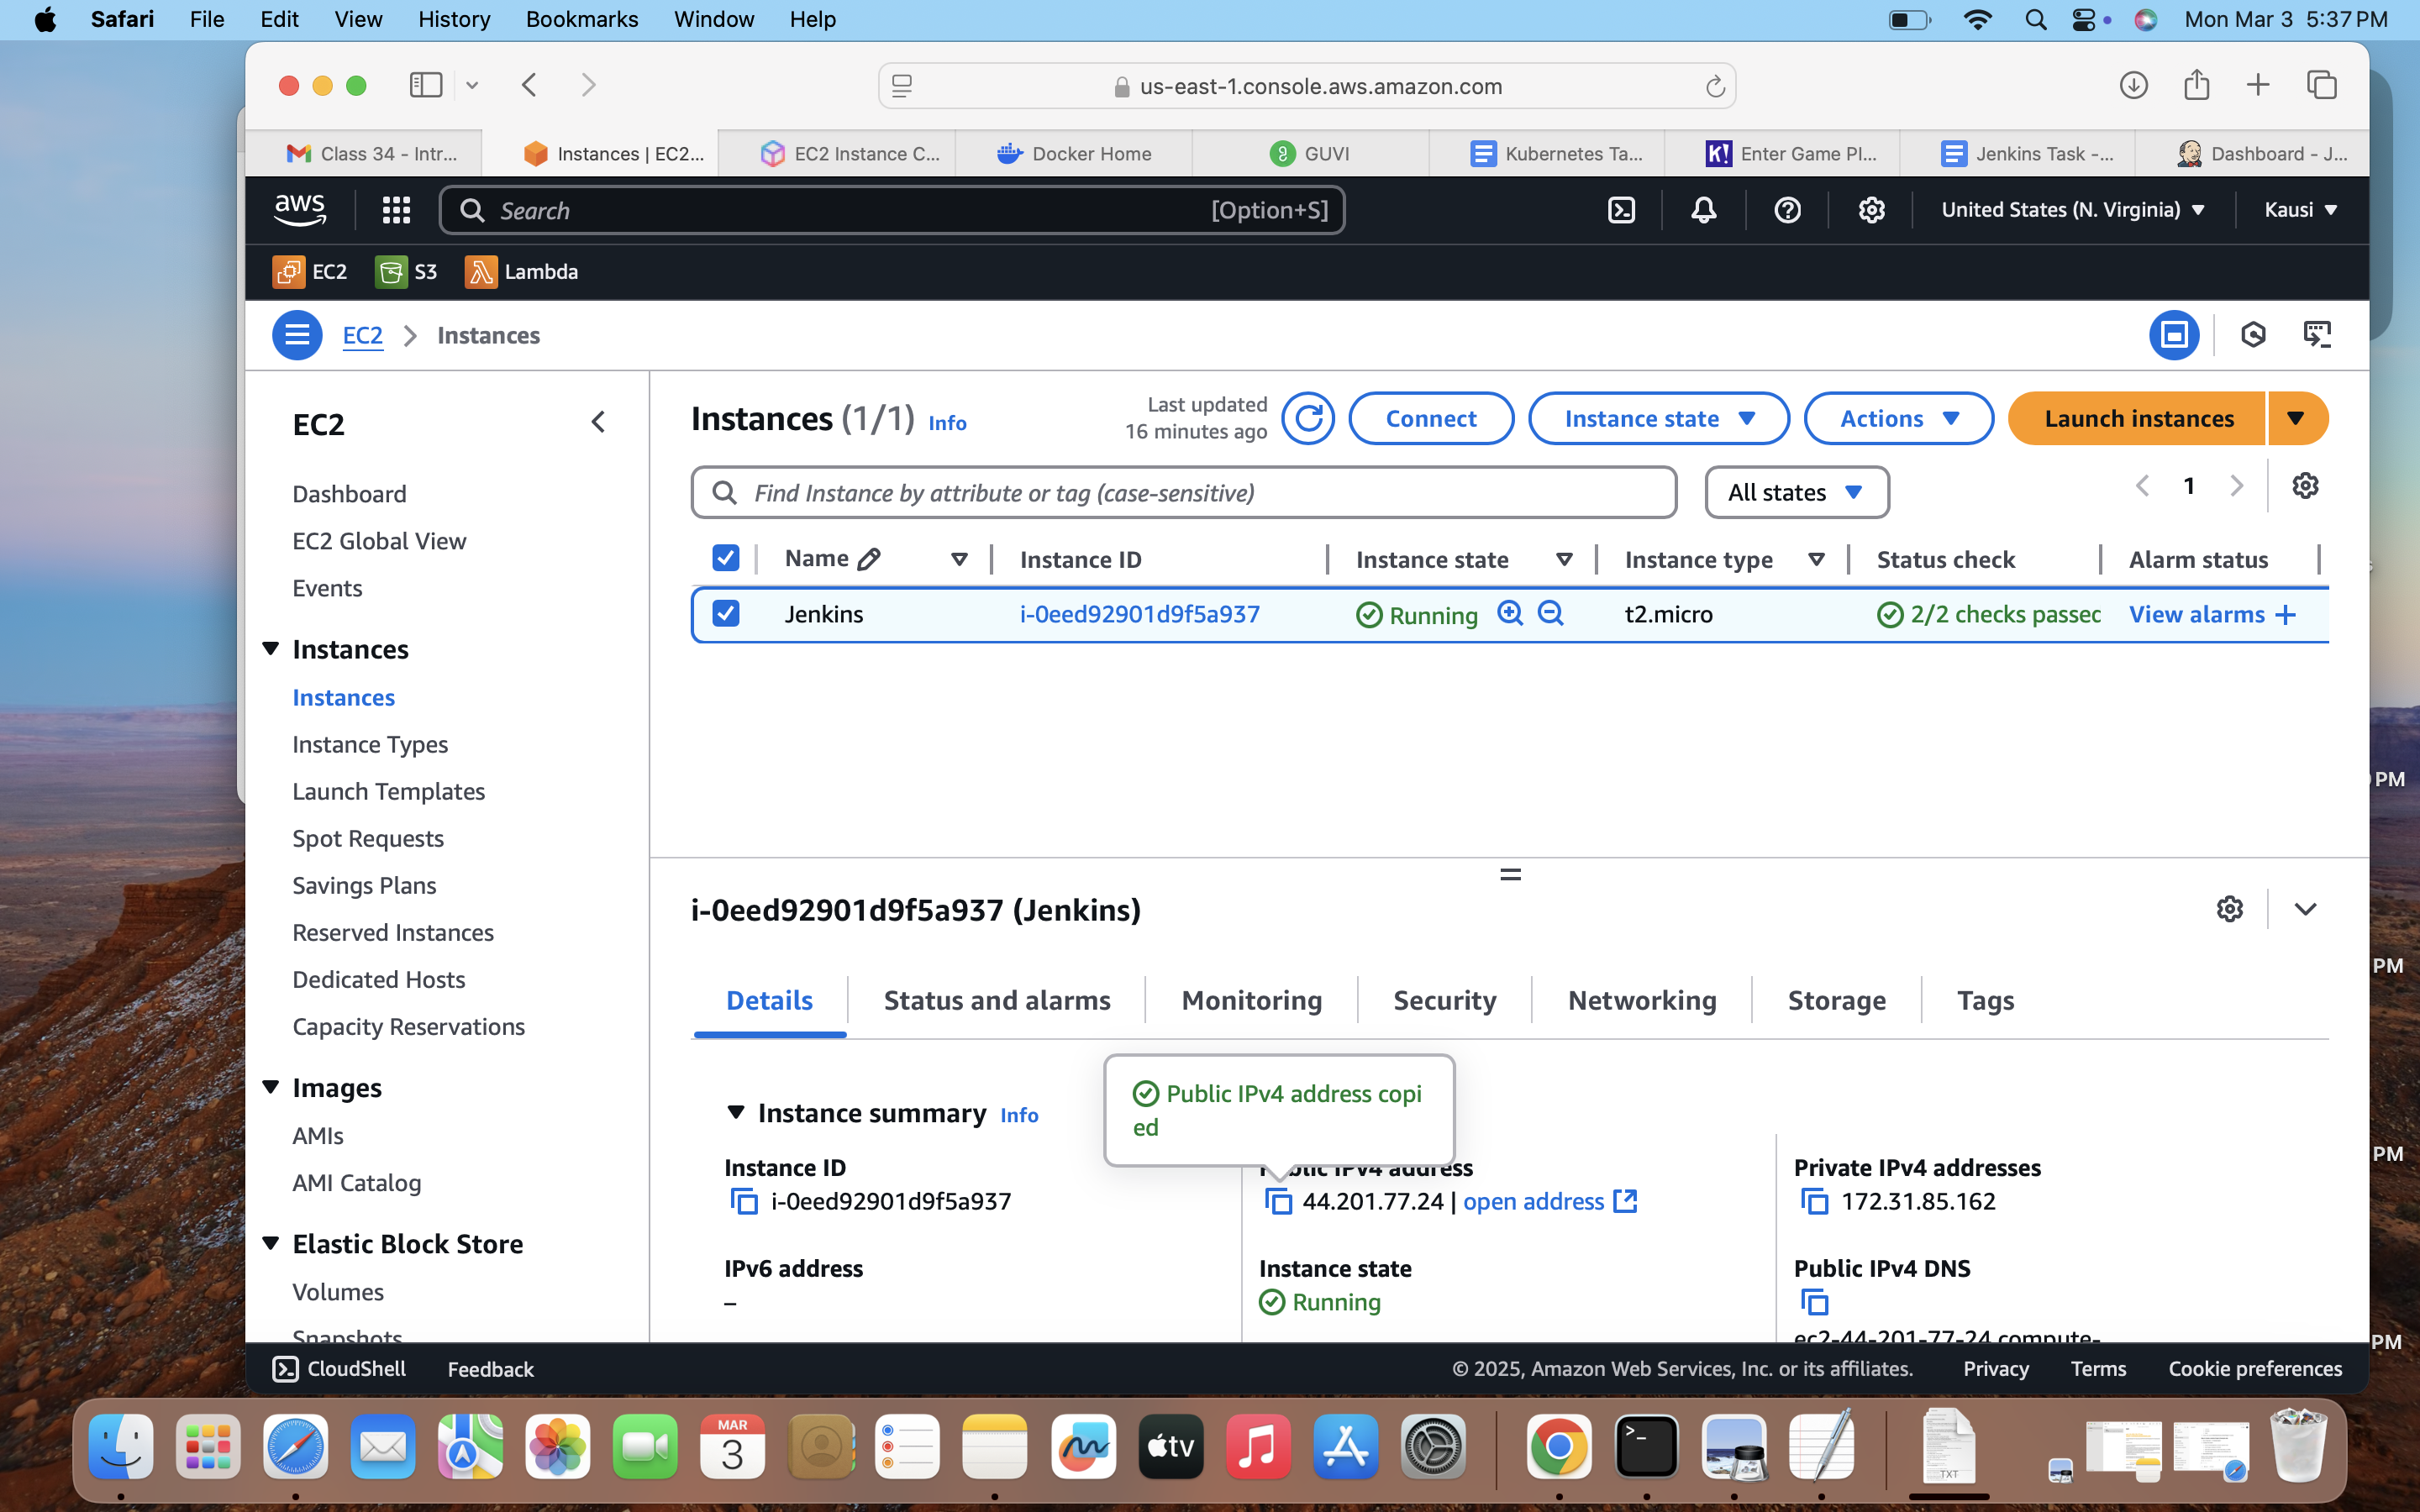 Safari File Edit View History Bookmarks Window Help Mon Mar 3 5:37 PM
us-east-1.console.aws.amazon.com
Class 34 - Intr... Instances | EC2... EC2 Instance C... Docker Home GUVI Kubernetes Ta... K! Enter Game Pl... Jenkins Task -... Dashboard - J...
aws Search [Option+S] United States (N. Virginia) Kausi
EC2 S3 Lambda
EC2 Instances
EC2
Dashboard
EC2 Global View
Events
Instances
Instances
Instance Types
Launch Templates
Spot Requests
Savings Plans
Reserved Instances
Dedicated Hosts
Capacity Reservations
Images
AMIs
AMI Catalog
Elastic Block Store
Volumes
Snapshots
Instances (1/1) Info
Last updated
16 minutes ago
Connect Instance state Actions Launch instances
Find Instance by attribute or tag (case-sensitive) All states 1
Name Instance ID Instance state Instance type Status check Alarm status
Jenkins i-0eed92901d9f5a937 Running t2.micro 2/2 checks passec View alarms +
i-0eed92901d9f5a937 (Jenkins)
Details Status and alarms Monitoring Security Networking Storage Tags
Public IPv4 address copi
ed
Instance summary Info
Instance ID
i-0eed92901d9f5a937
Public IPv4 address
44.201.77.24 | open address
Private IPv4 addresses
172.31.85.162
IPv6 address
–
Instance state
Running
Public IPv4 DNS
ec2-44-201-77-24.compute-
CloudShell Feedback © 2025, Amazon Web Services, Inc. or its affiliates. Privacy Terms Cookie preferences
PM
PM
PM
PM
MAR
3
tv
TXT